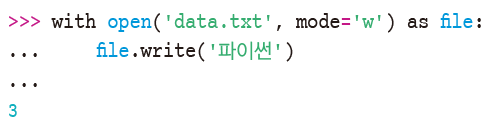 >>> with open('data.txt', mode='w') as file:
...     file.write('파이썬')
...
3